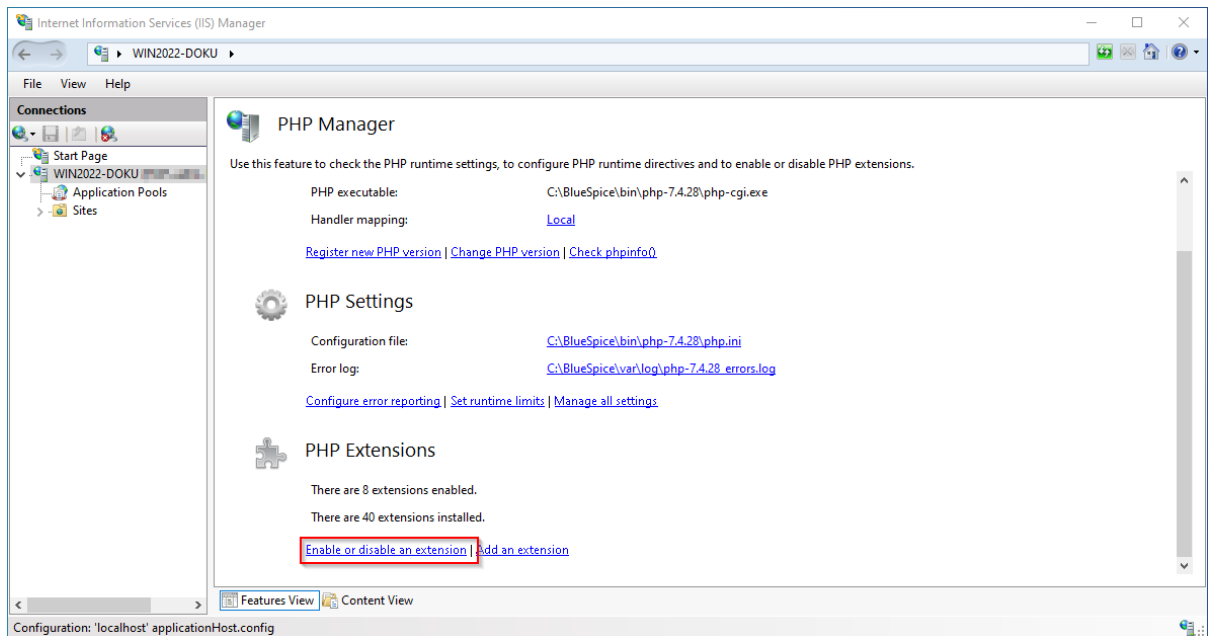 Internet Information Services (IIS) Manager
WIN2022-DOKU
File View Help
Connections
Start Page
WIN2022-DOKU
Application Pools
Sites
PHP Manager
Use this feature to check the PHP runtime settings, to configure PHP runtime directives and to enable or disable PHP extensions.
PHP executable: C:\BlueSpice\bin\php-7.4.28\php-cgi.exe
Handler mapping: Local
Register new PHP version | Change PHP version | Check phpinfo()
PHP Settings
Configuration file: C:\BlueSpice\bin\php-7.4.28\php.ini
Error log: C:\BlueSpice\var\log\php-7.4.28_errors.log
Configure error reporting | Set runtime limits | Manage all settings
PHP Extensions
There are 8 extensions enabled.
There are 40 extensions installed.
Enable or disable an extension | Add an extension
Features View Content View
Configuration: 'localhost' applicationHost.config